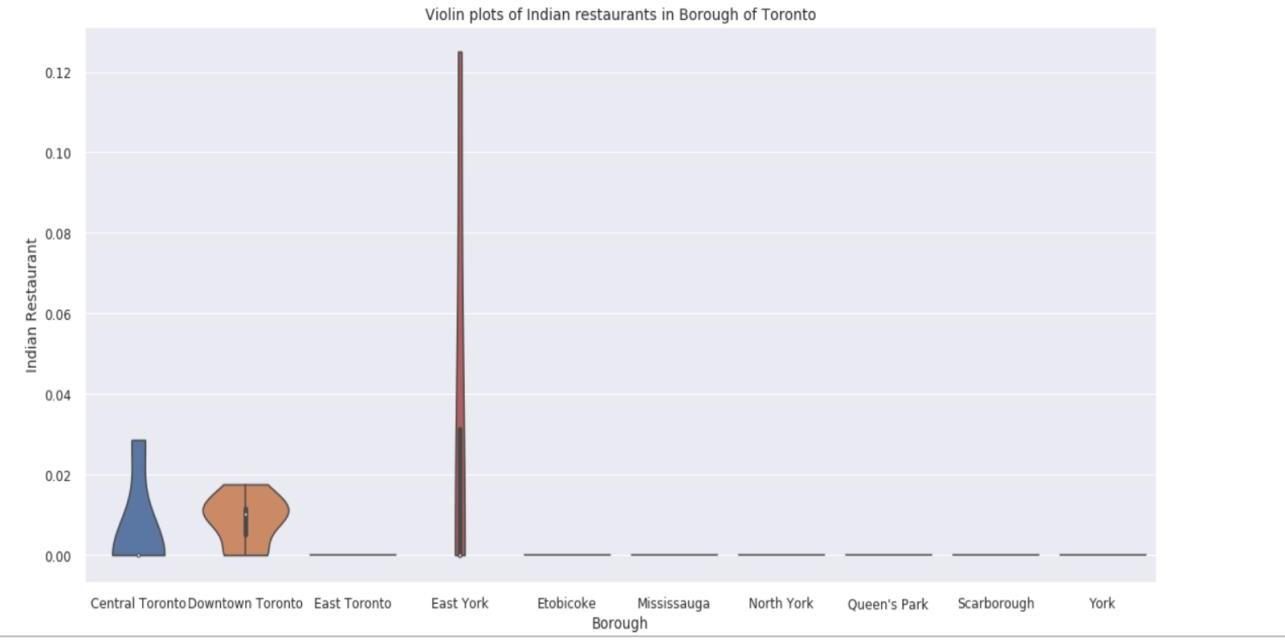 Violin plots of Indian restaurants in Borough of Toronto
Indian Restaurant
0.12
0.10
0.08
0.06
0.04
0.02
0.00
Central Toronto Downtown Toronto East Toronto East York Etobicoke Mississauga North York Queen's Park Scarborough York
Borough